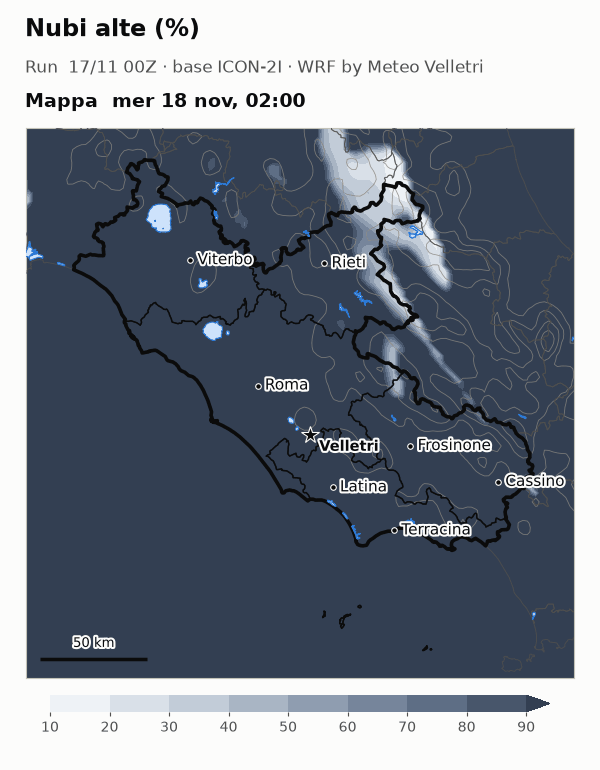 Nubi alte (%)
Run  17/11 00Z · base ICON-2I · WRF by Meteo Velletri
Mappa  mer 18 nov, 02:00
Viterbo
Rieti
Roma
Velletri
Frosinone
Cassino
Latina
Terracina
50 km
10 20 30 40 50 60 70 80 90